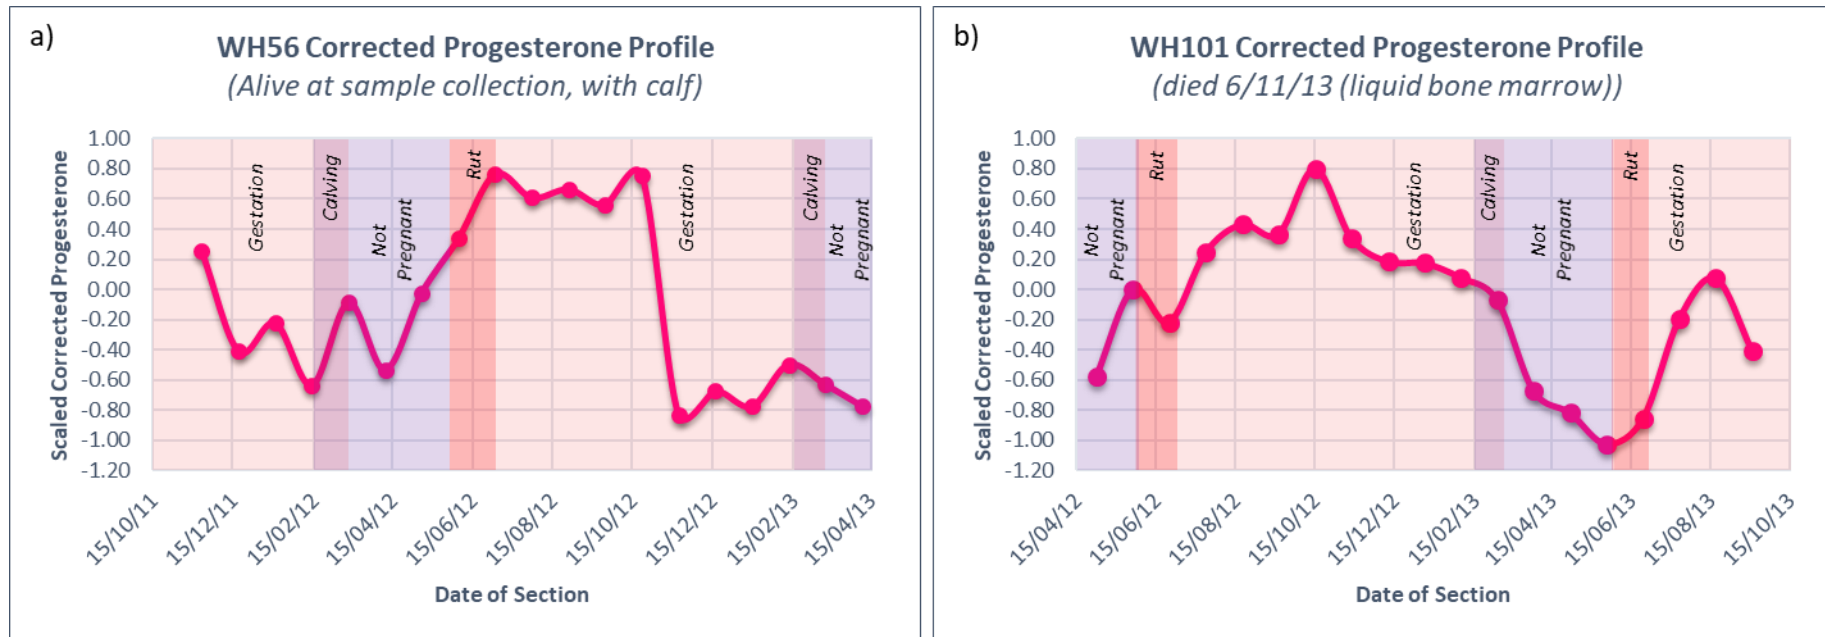 a)
WH56 Corrected Progesterone Profile
(Alive at sample collection, with calf)
Scaled Corrected Progesterone
1.00
0.80
0.60
0.40
0.20
0.00
-0.20
-0.40
-0.60
-0.80
-1.00
-1.20
Gestation
Calving
Not
Pregnant
Rut
Gestation
Calving
Not
Pregnant
15/10/11
15/12/11
15/02/12
15/04/12
15/06/12
15/08/12
15/10/12
15/12/12
15/02/13
15/04/13
Date of Section
b)
WH101 Corrected Progesterone Profile
(died 6/11/13 (liquid bone marrow))
Scaled Corrected Progesterone
1.00
0.80
0.60
0.40
0.20
0.00
-0.20
-0.40
-0.60
-0.80
-1.00
-1.20
Not
Pregnant
Rut
Gestation
Calving
Not
Pregnant
Rut
Gestation
15/04/12
15/06/12
15/08/12
15/10/12
15/12/12
15/02/13
15/04/13
15/06/13
15/08/13
15/10/13
Date of Section